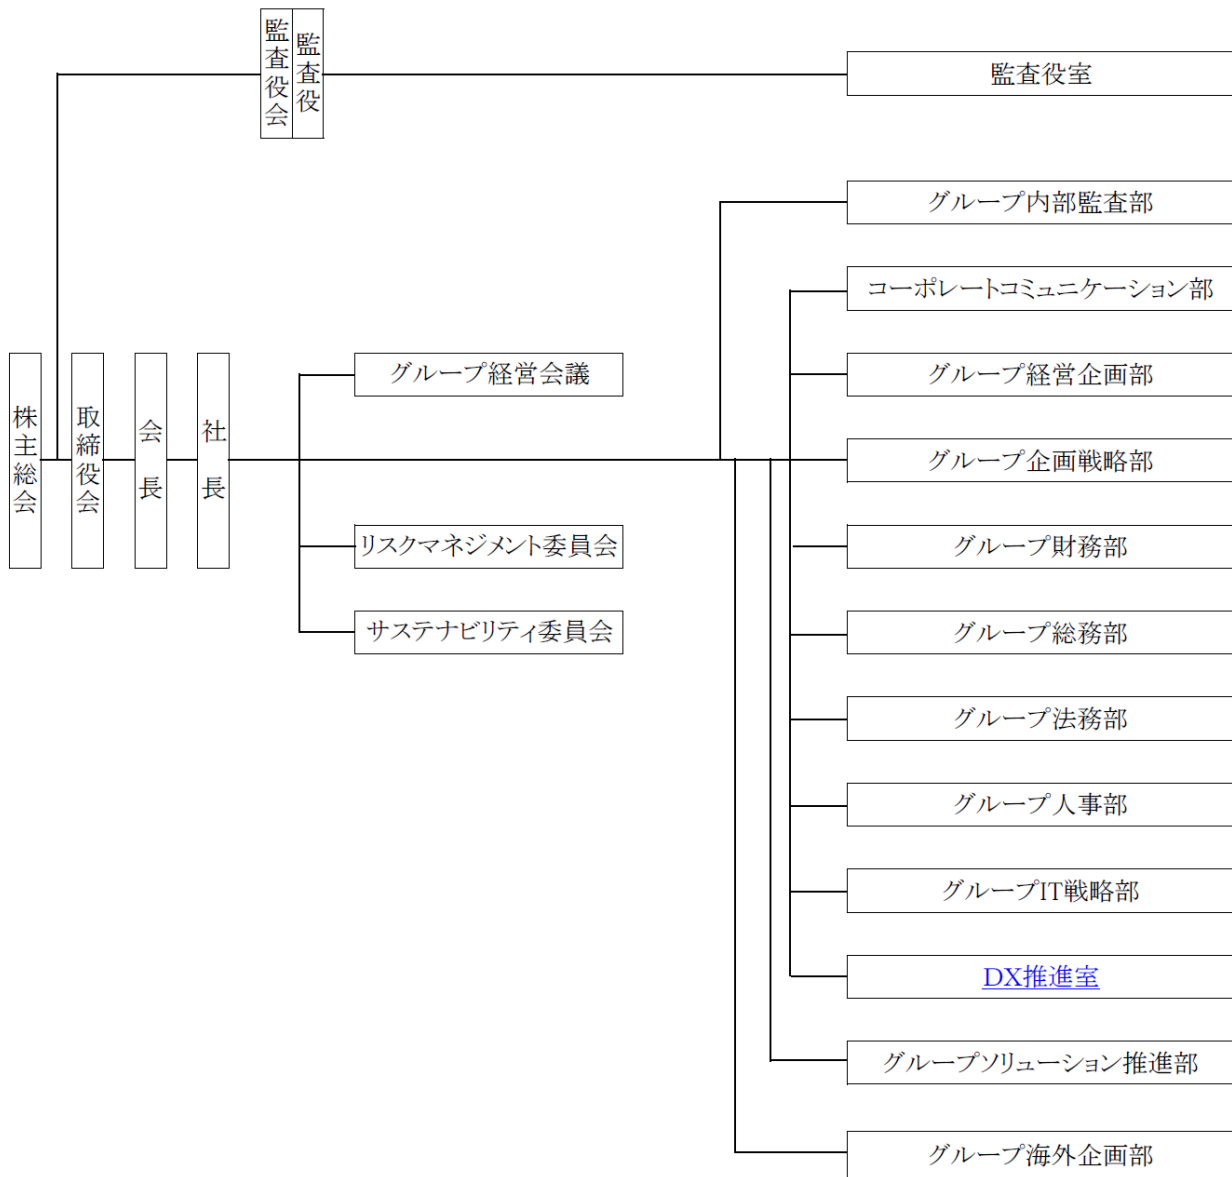 監査役会
監査役
監査役室
グループ内部監査部
コーポレートコミュニケーション部
株主総会
取締役会
会長
社長
グループ経営会議
グループ経営企画部
グループ企画戦略部
リスクマネジメント委員会
グループ財務部
サステナビリティ委員会
グループ総務部
グループ法務部
グループ人事部
グループIT戦略部
DX推進室
グループソリューション推進部
グループ海外企画部